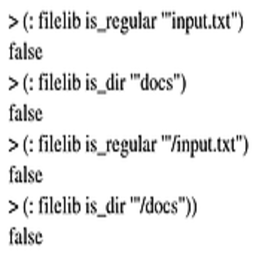 > (: filelib is_regular '"input.txt")
false
> (: filelib is_dir '"docs")
false
> (: filelib is_regular '"/input.txt")
false
> (: filelib is_dir '"/docs"))
false